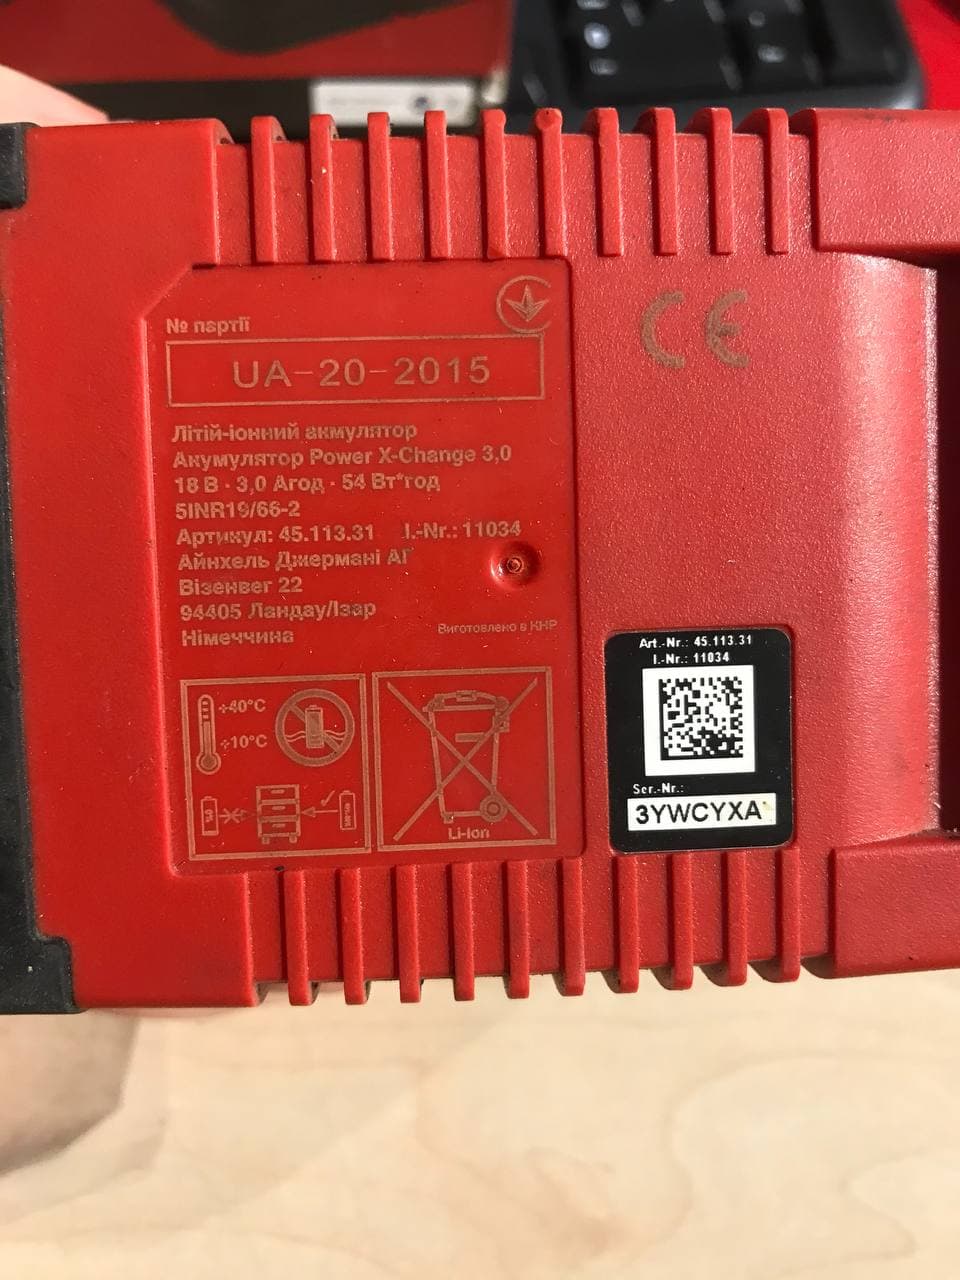 № партії
UA-20-2015
Літій-іонний акмулятор
Акумулятор Power X-Change 3,0
18 В · 3,0 Агод · 54 Вт*год
5INR19/66-2
Артикул: 45.113.31 I.-Nr.: 11034
Айнхель Джермані АГ
Візенвег 22
94405 Ландау/Ізар
Німеччина
Виготовлено в КНР
CE
÷40°C
÷10°C
Li-Ion
Art.-Nr.: 45.113.31
I.-Nr.: 11034
Ser.-Nr.:
3YWCYXA